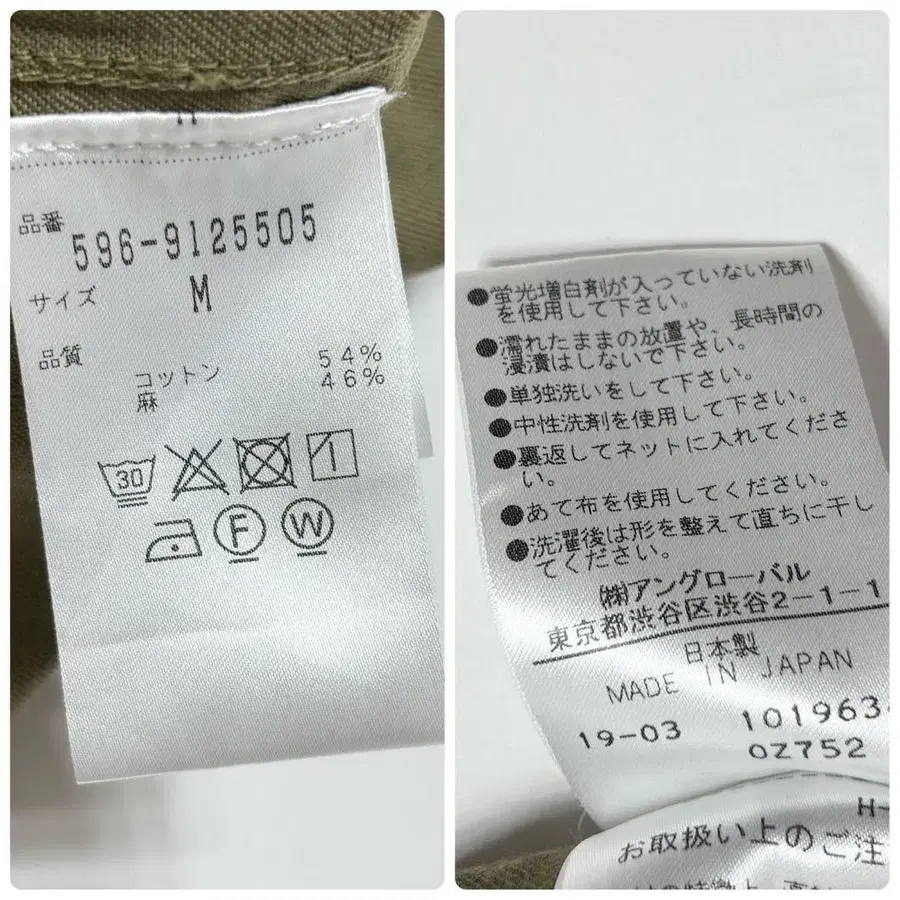 品番
596-9125505
サイズ
M
品質
コットン 54%
麻 46%
30
F W
●蛍光増白剤が入っていない洗剤
を使用して下さい。
●濡れたままの放置や、長時間の
浸漬はしないで下さい。
●単独洗いをして下さい。
●中性洗剤を使用して下さい。
●裏返してネットに入れてくださ
い。
●あて布を使用してください。
●洗濯後は形を整えて直ちに干し
てください。
㈱アングローバル
東京都渋谷区渋谷2-1-1
日本製
MADE IN JAPAN
19-03 101963
OZ752
H-
お取扱い上のご注